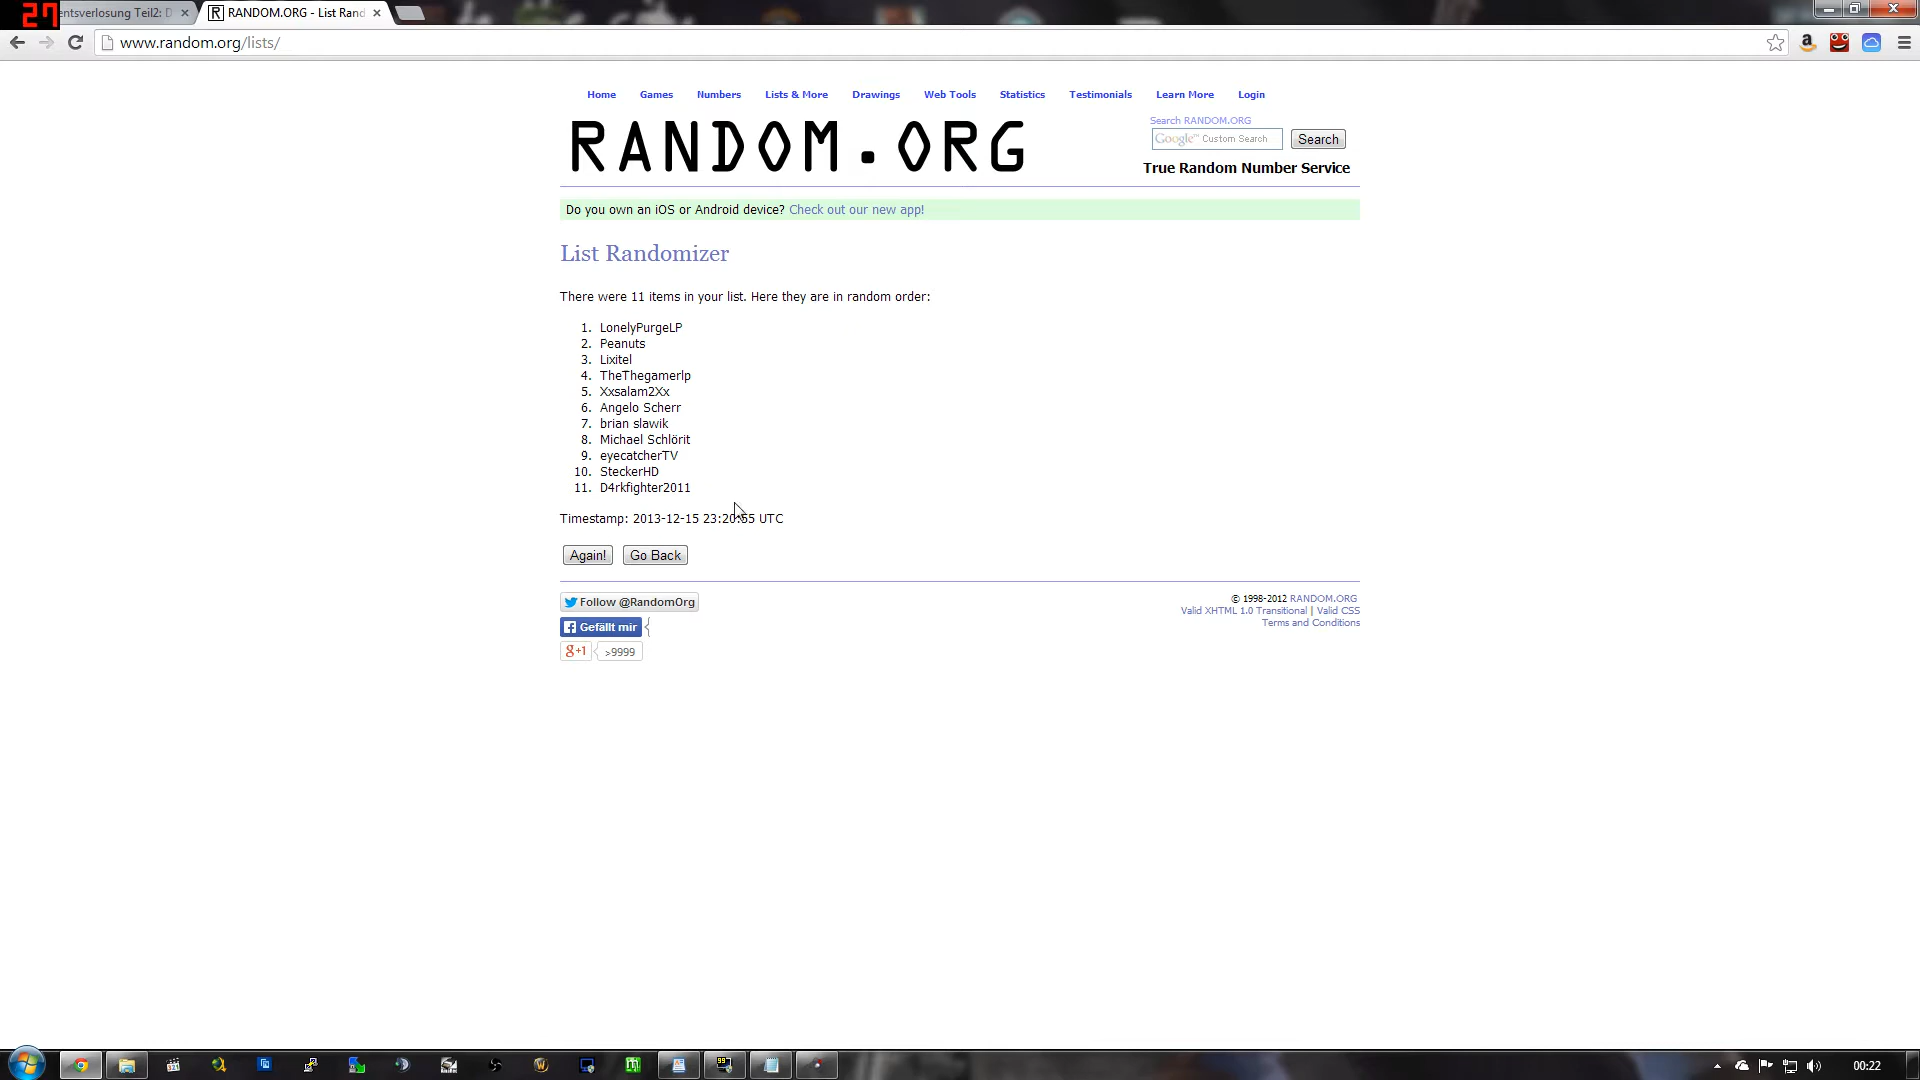 27
entsverlosung Teil2: D
RANDOM.ORG - List Rand
www.random.org/lists/
Home Games Numbers Lists & More Drawings Web Tools Statistics Testimonials Learn More Login
RANDOM.ORG
Search RANDOM.ORG
Google™ Custom Search
Search
True Random Number Service
Do you own an iOS or Android device? Check out our new app!
List Randomizer
There were 11 items in your list. Here they are in random order:
1. LonelyPurgeLP
2. Peanuts
3. Lixitel
4. TheThegamerlp
5. Xxsalam2Xx
6. Angelo Scherr
7. brian slawik
8. Michael Schlörit
9. eyecatcherTV
10. SteckerHD
11. D4rkfighter2011
Timestamp: 2013-12-15 23:20:55 UTC
Again! Go Back
Follow @RandomOrg
Gefällt mir
g+1 >9999
© 1998-2012 RANDOM.ORG
Valid XHTML 1.0 Transitional | Valid CSS
Terms and Conditions
00:22